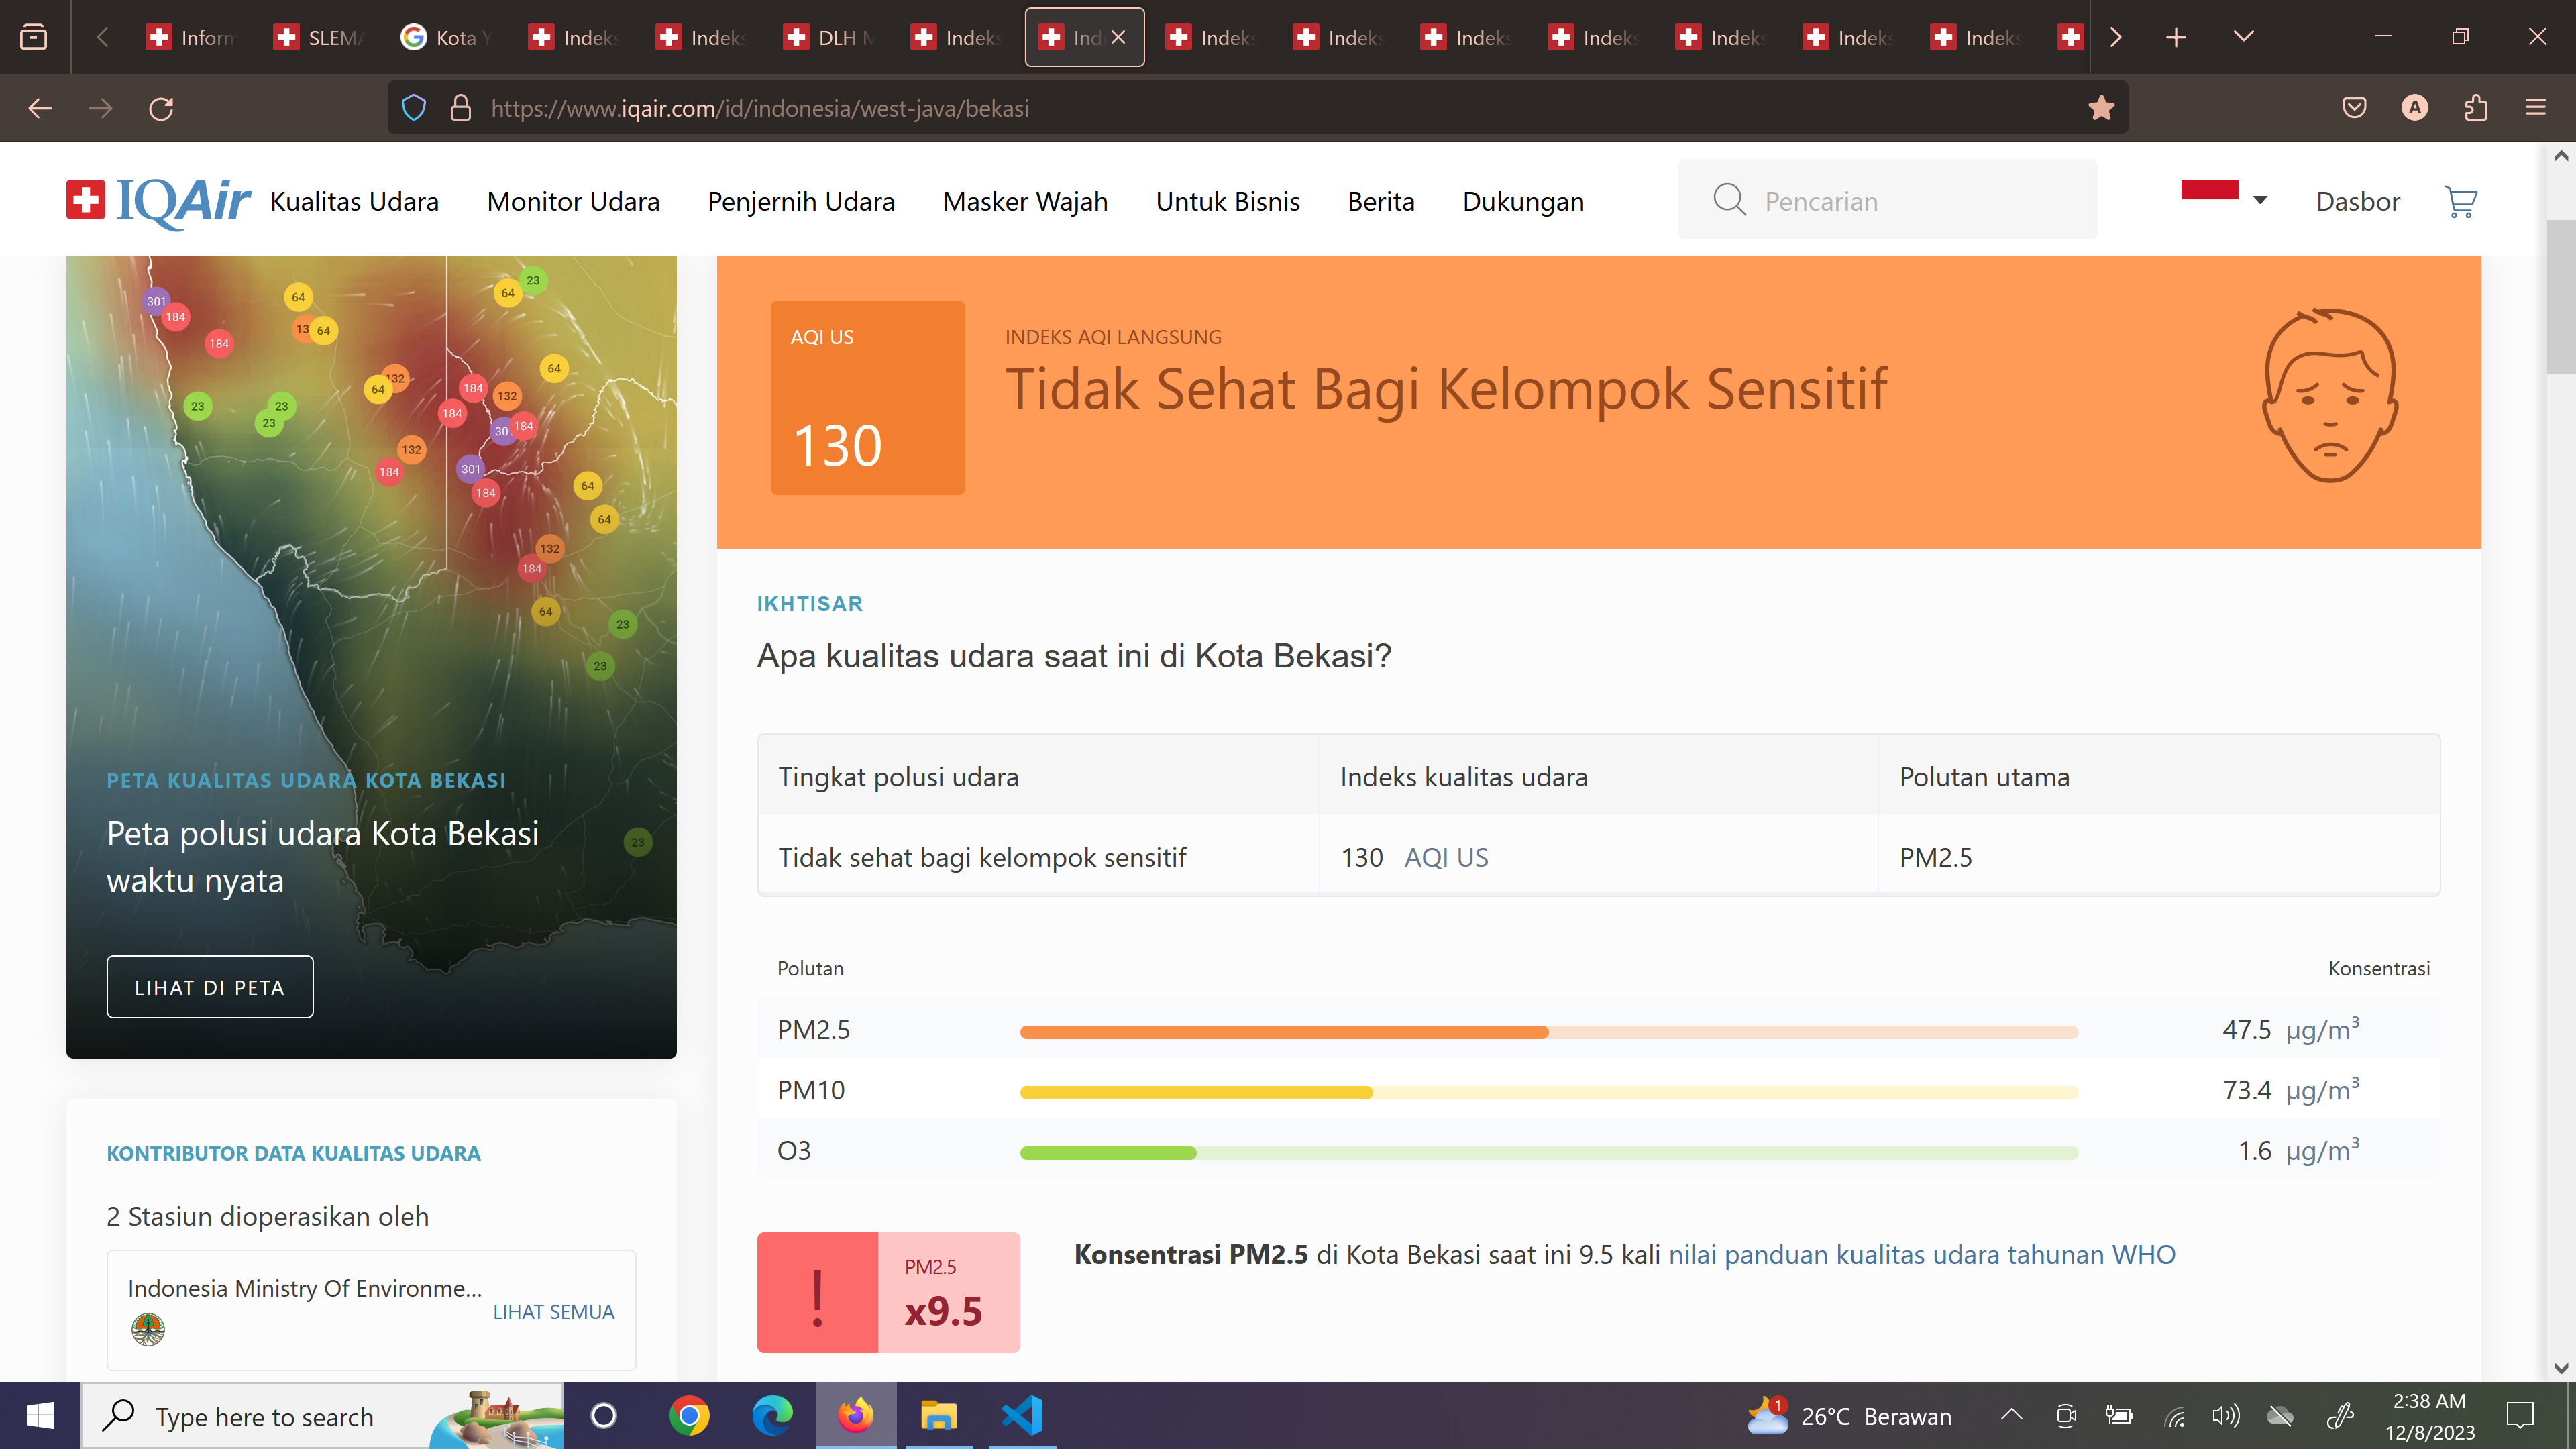 Inform
SLEMA
Kota Y
Indeks
Indeks
DLH M
Indeks
Ind
Indeks
Indeks
Indeks
Indeks
Indeks
Indeks
Indeks
https://www.iqair.com/id/indonesia/west-java/bekasi
A
IQAir
Kualitas Udara
Monitor Udara
Penjernih Udara
Masker Wajah
Untuk Bisnis
Berita
Dukungan
Pencarian
Dasbor
23
64
64
301
184
13
64
184
64
132
64
184
132
23
23
184
23
184
30
132
301
184
64
184
64
132
184
64
23
23
23
PETA KUALITAS UDARA KOTA BEKASI
Peta polusi udara Kota Bekasi
waktu nyata
LIHAT DI PETA
KONTRIBUTOR DATA KUALITAS UDARA
2 Stasiun dioperasikan oleh
Indonesia Ministry Of Environme...
LIHAT SEMUA
AQI US
130
INDEKS AQI LANGSUNG
Tidak Sehat Bagi Kelompok Sensitif
IKHTISAR
Apa kualitas udara saat ini di Kota Bekasi?
Tingkat polusi udara
Indeks kualitas udara
Polutan utama
Tidak sehat bagi kelompok sensitif
130 AQI US
PM2.5
Polutan
Konsentrasi
PM2.5
47.5 µg/m³
PM10
73.4 µg/m³
O3
1.6 µg/m³
!
PM2.5
x9.5
Konsentrasi PM2.5 di Kota Bekasi saat ini 9.5 kali nilai panduan kualitas udara tahunan WHO
Type here to search
1
26°C Berawan
2:38 AM
12/8/2023